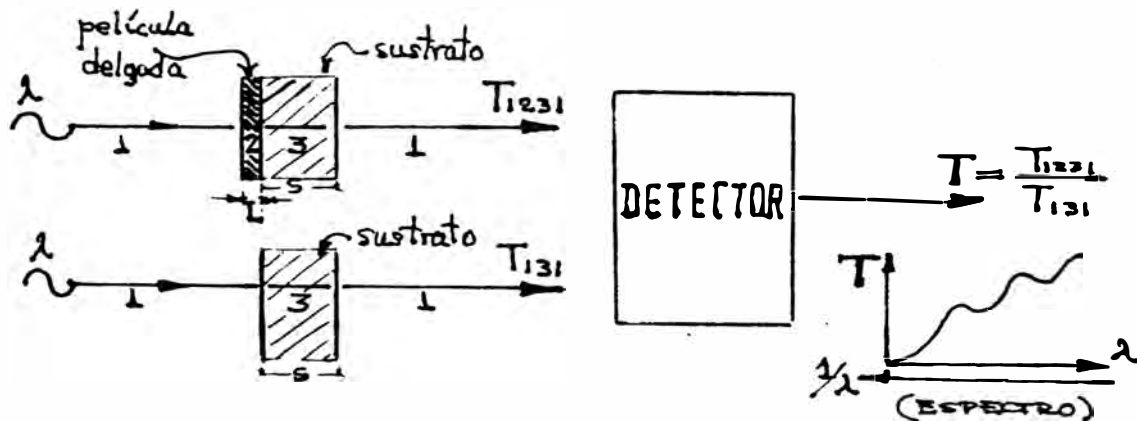 película
delgada
sustrato
λ
T₁₂₃₁
1
2
3
1
S
L
sustrato
λ
T₁₃₁
1
3
1
S
DETECTOR
T = T₁₂₃₁ / T₁₃₁
T
λ
1/λ
(ESPECTRO)